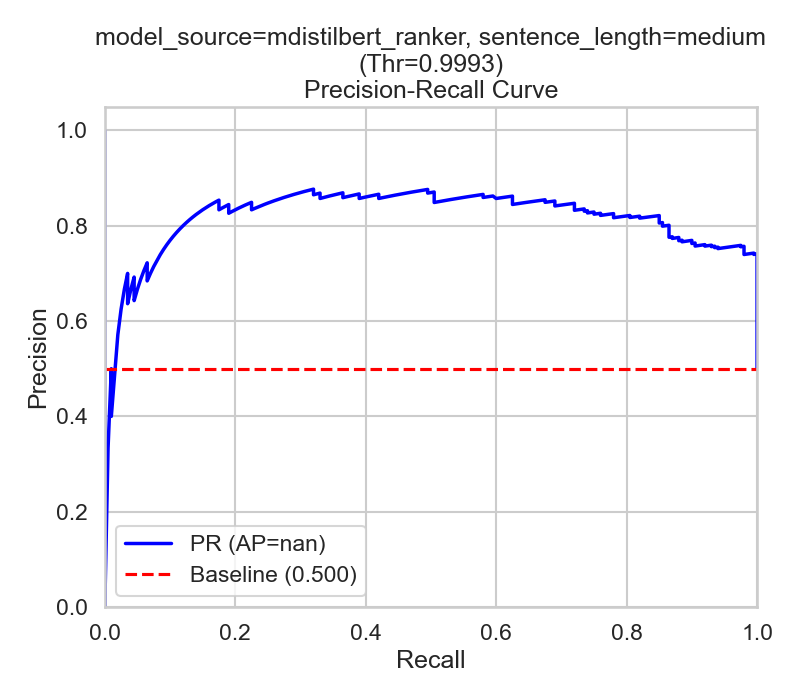 model_source=mdistilbert_ranker, sentence_length=medium
(Thr=0.9993)
Precision-Recall Curve
Precision
1.0
0.8
0.6
0.4
0.2
0.0
PR (AP=nan)
Baseline (0.500)
0.0 0.2 0.4 0.6 0.8 1.0
Recall